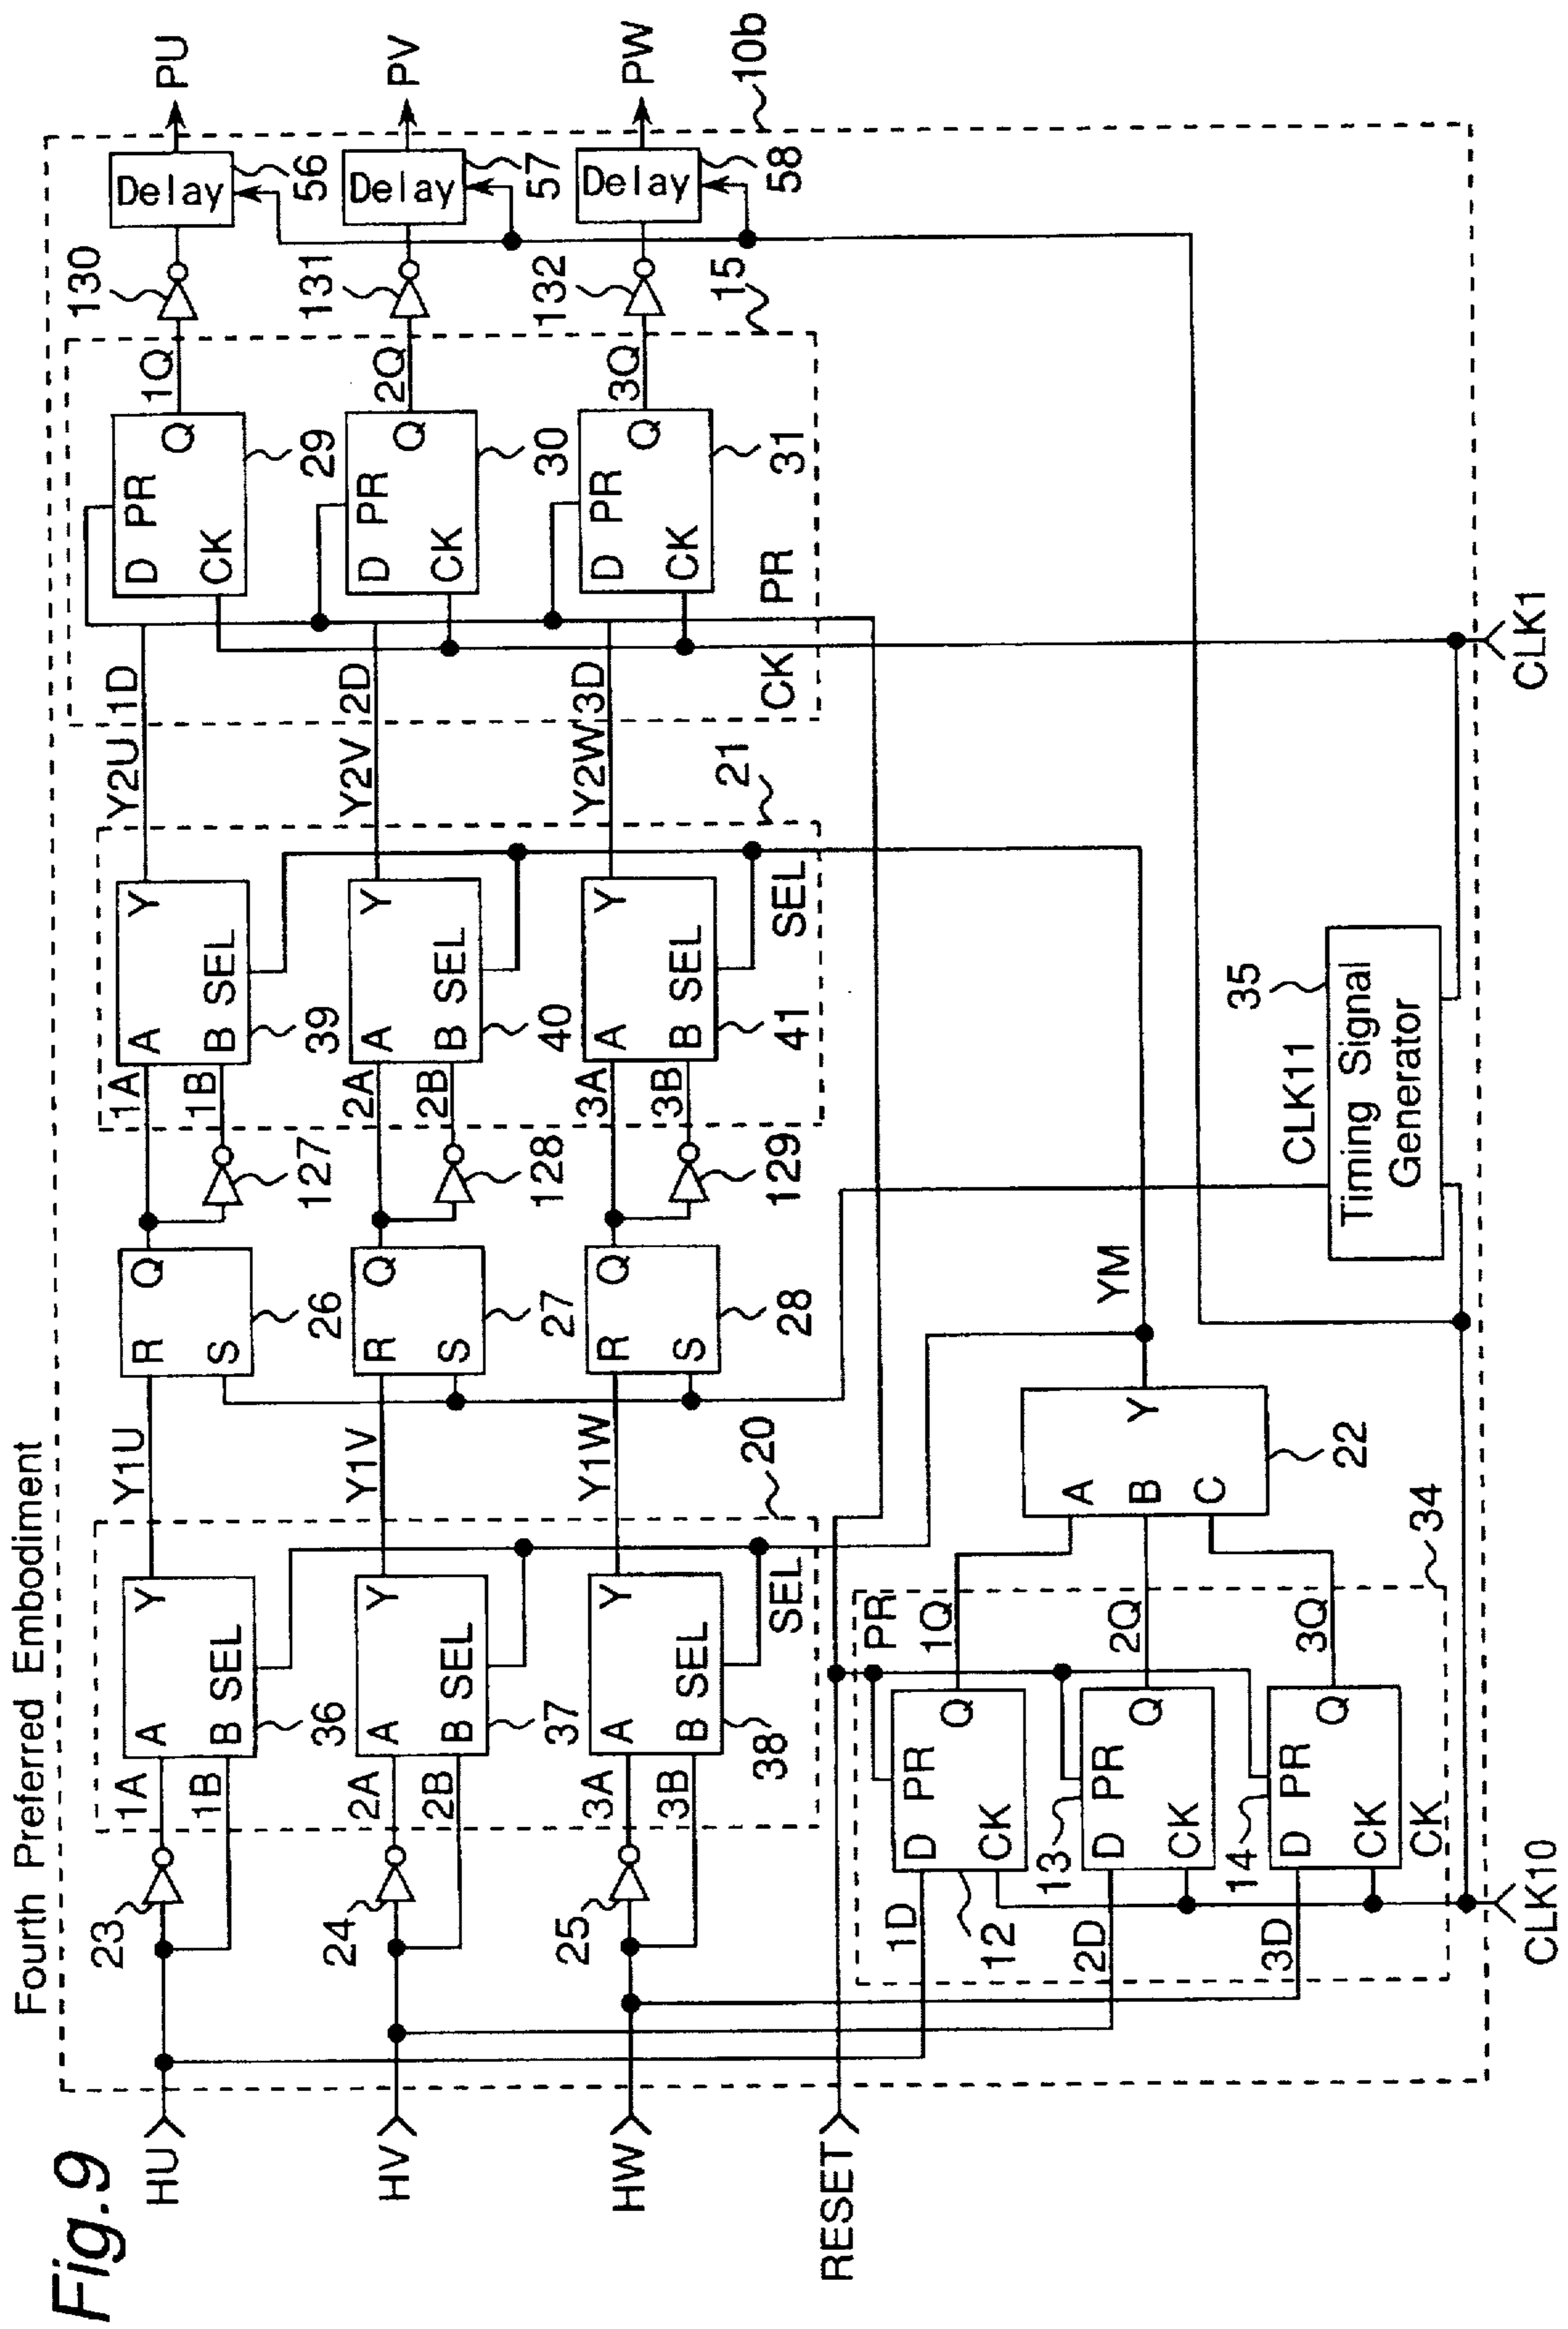 Fig.9
Fourth Preferred Embodiment
HU
HV
HW
RESET
23
24
25
1A
1B
2A
2B
3A
3B
A
Y
B SEL
36
A
Y
B SEL
37
A
Y
B SEL
38
SEL
20
Y1U
Y1V
Y1W
R
Q
S
26
R
Q
S
27
R
Q
S
28
127
128
129
1A
1B
2A
2B
3A
3B
A
Y
B SEL
39
A
Y
B SEL
40
A
Y
B SEL
41
SEL
21
Y2U
1D
Y2V
2D
Y2W
3D
CK
PR
D PR
Q
CK
29
D PR
Q
CK
30
D PR
Q
CK
31
1Q
2Q
3Q
15
130
131
132
Delay
56
Delay
57
Delay
58
PU
PV
PW
10b
1D
2D
3D
12
13
14
D PR
Q
CK
D PR
Q
CK
D PR
Q
CK
PR
CK
1Q
2Q
3Q
34
A
B
C
Y
22
YM
CLK11
35
Timing Signal
Generator
CLK10
CLK1